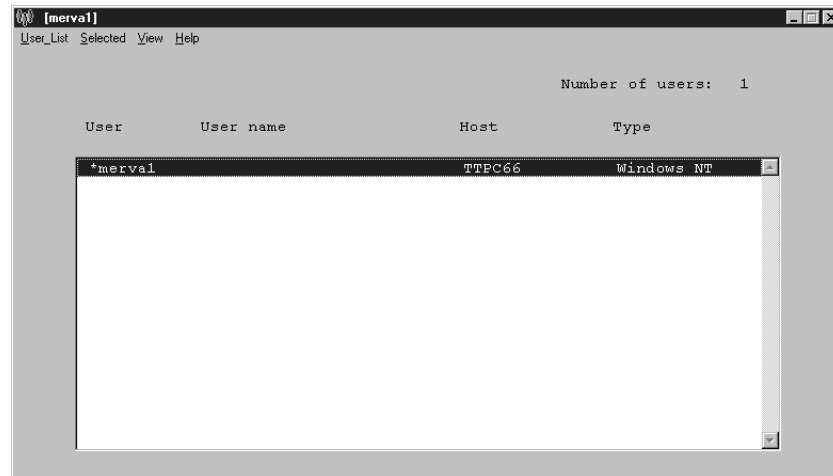 [merva1]
User_List Selected View Help
Number of users: 1
User User name Host Type
*merva1 TTPC66 Windows NT